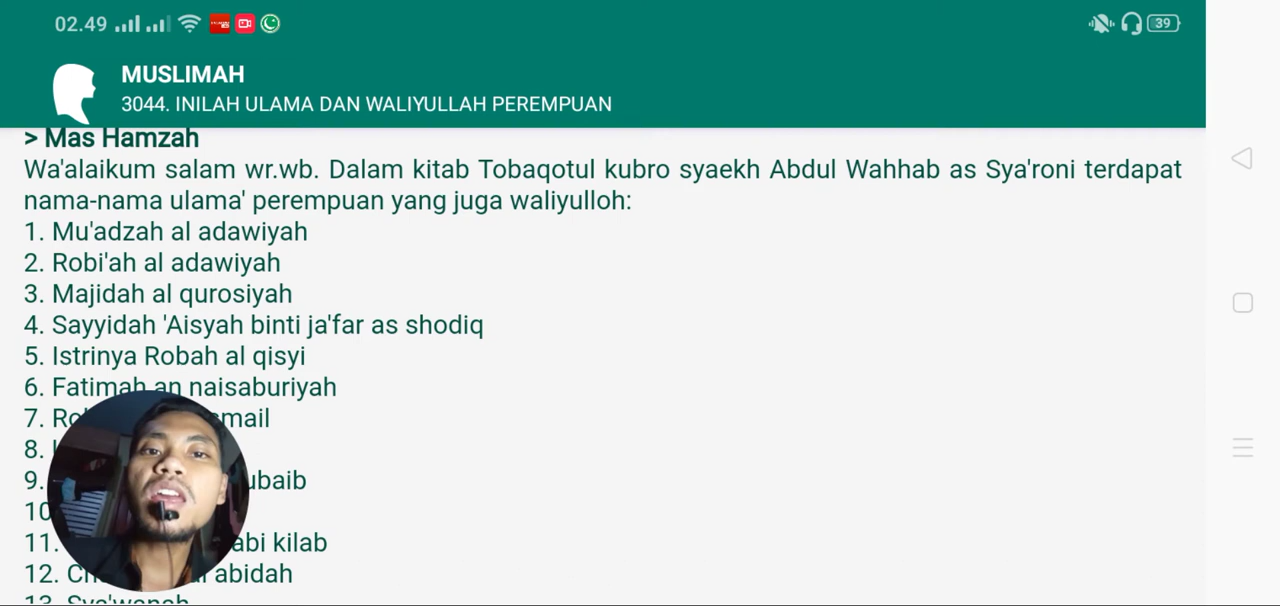 02.49
39
MUSLIMAH
3044. INILAH ULAMA DAN WALIYULLAH PEREMPUAN
> Mas Hamzah
Wa'alaikum salam wr.wb. Dalam kitab Tobaqotul kubro syaekh Abdul Wahhab as Sya'roni terdapat
nama-nama ulama' perempuan yang juga waliyulloh:
1. Mu'adzah al adawiyah
2. Robi'ah al adawiyah
3. Majidah al qurosiyah
4. Sayyidah 'Aisyah binti ja'far as shodiq
5. Istrinya Robah al qisyi
6. Fatimah an naisaburiyah
7.
8.
9.
10
11. abi kilab
12. abidah
13. Sya'wanah